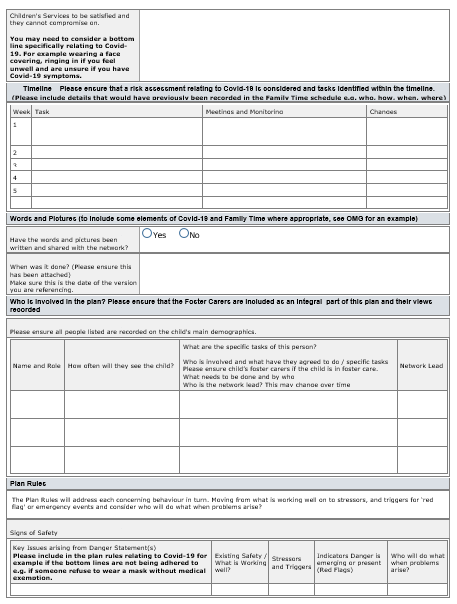 Children's Services to be satisfied and
they cannot compromise on.
You may need to consider a bottom
line specifically relating to Covid-
19. For example wearing a face
covering, ringing in if you feel
unwell and are unsure if you have
Covid-19 symptoms.
Timeline Please ensure that a risk assessment relating to Covid-19 is considered and tasks identified within the timeline.
(Please include details that would have previously been recorded in the Family Time schedule e.g. who, how, when, where)
Week Task Meetings and Monitoring Changes
1
2
3
4
5
Words and Pictures (to include some elements of Covid-19 and Family Time where appropriate, see OMG for an example)
Have the words and pictures been
written and shared with the network?
Yes No
When was it done? (Please ensure this
has been attached)
Make sure this is the date of the version
you are referencing.
Who is involved in the plan? Please ensure that the Foster Carers are included as an integral part of this plan and their views
recorded
Please ensure all people listed are recorded on the child's main demographics.
Name and Role How often will they see the child?
What are the specific tasks of this person?
Who is involved and what have they agreed to do / specific tasks
Please ensure child's foster carers if the child is in foster care.
What needs to be done and by who
Who is the network lead? This may change over time
Network Lead
Plan Rules
The Plan Rules will address each concerning behaviour in turn. Moving from what is working well on to stressors, and triggers for 'red
flag' or emergency events and consider who will do what when problems arise?
Signs of Safety
Key Issues arising from Danger Statement(s)
Please include in the plan rules relating to Covid-19 for
example if the bottom lines are not being adhered to
e.g. if someone refuse to wear a mask without medical
exemption.
Existing Safety /
What is Working
well?
Stressors
and Triggers
Indicators Danger is
emerging or present
(Red Flags)
Who will do what
when problems
arise?